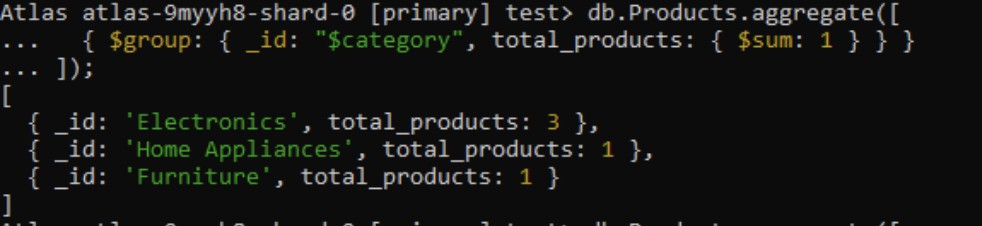 Atlas atlas-9myyh8-shard-0 [primary] test> db.Products.aggregate([
...   { $group: { _id: "$category", total_products: { $sum: 1 } } }
... ]);
[
  { _id: 'Electronics', total_products: 3 },
  { _id: 'Home Appliances', total_products: 1 },
  { _id: 'Furniture', total_products: 1 }
]